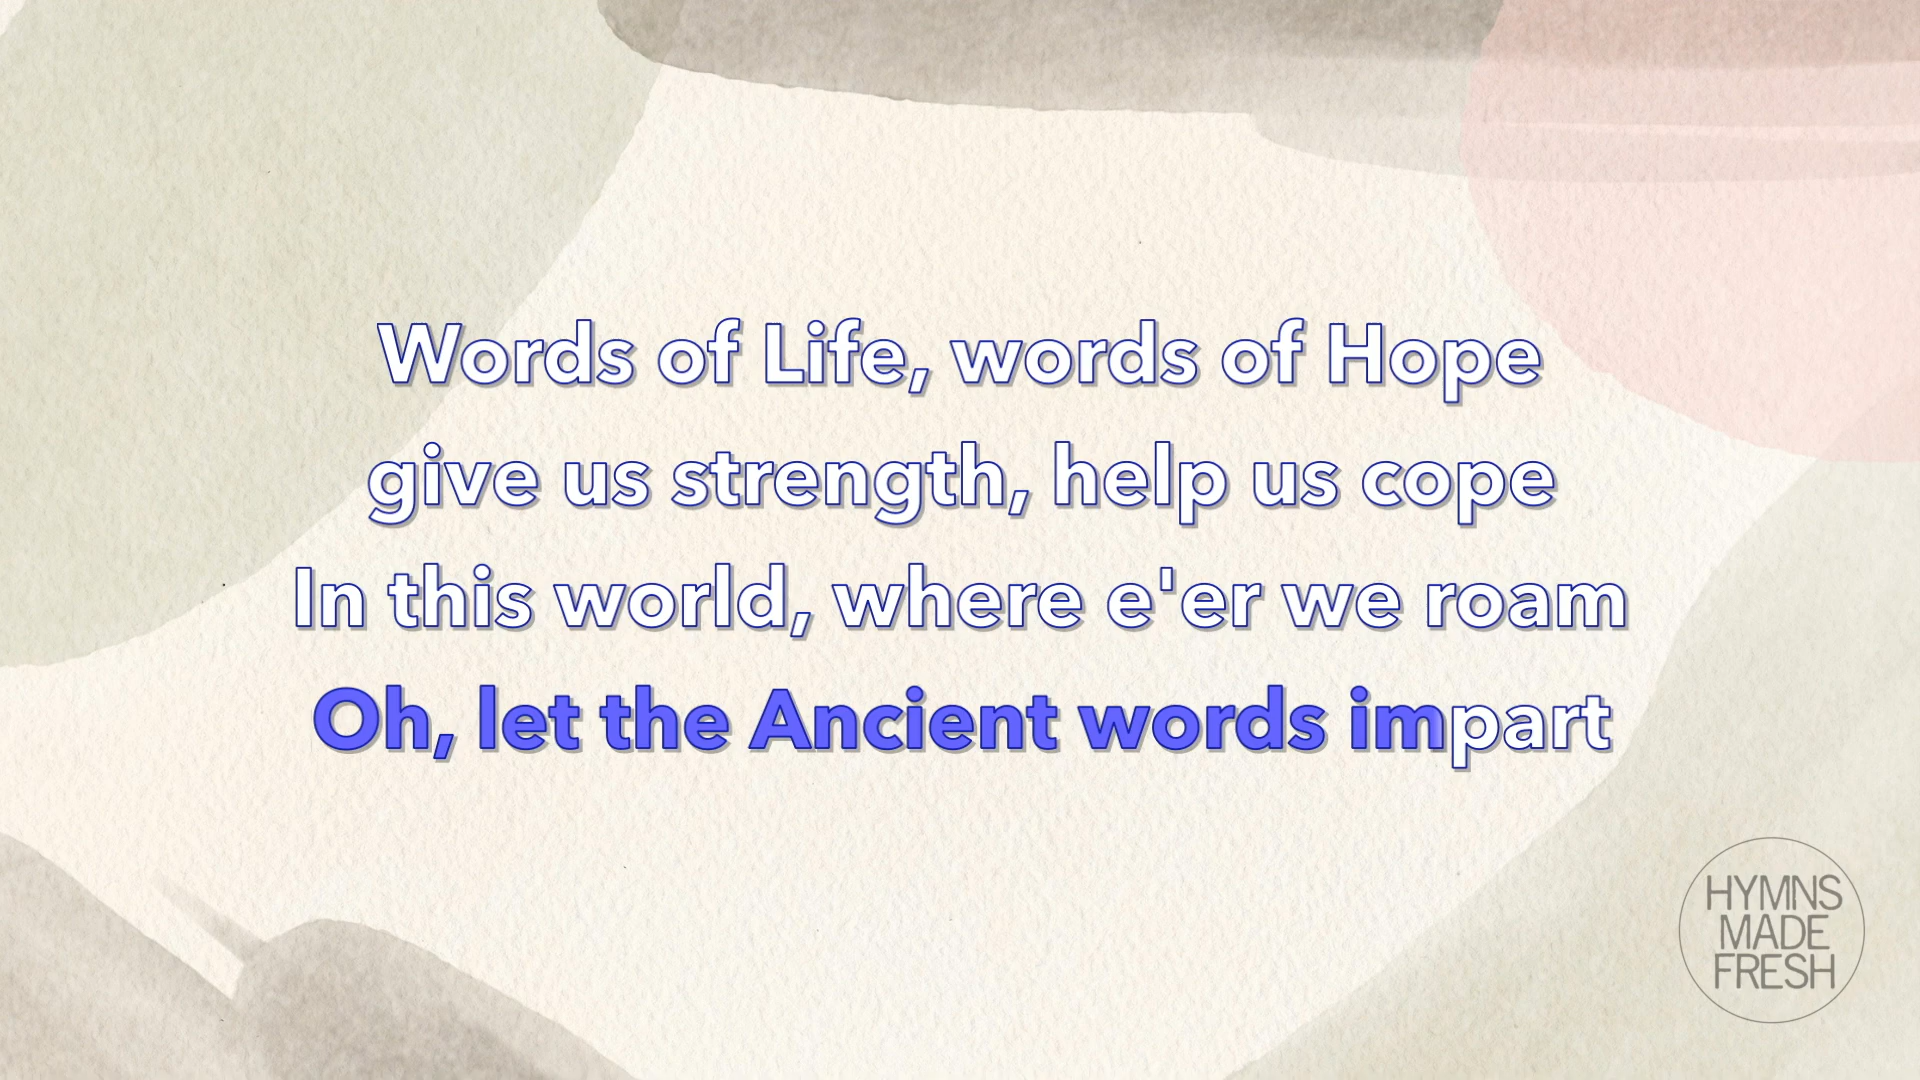 Words of Life, words of Hope
give us strength, help us cope
In this world, where e'er we roam
Oh, let the Ancient words impart
HYMNS
MADE
FRESH